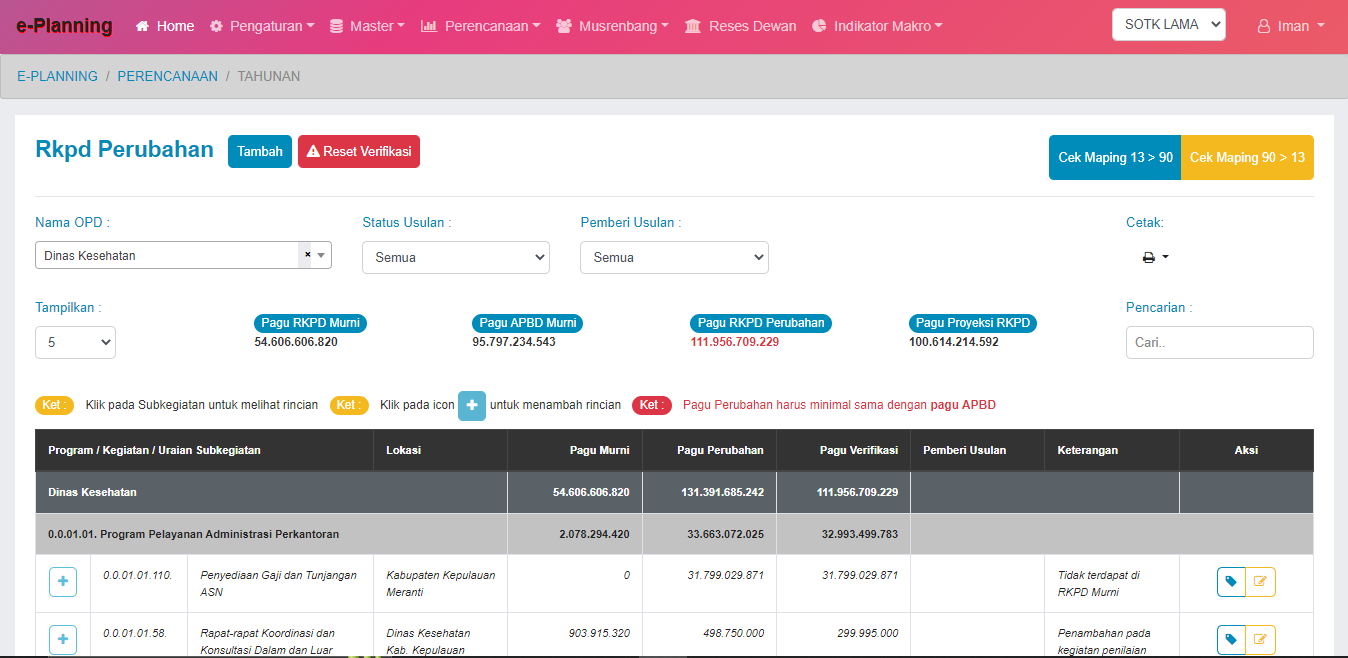 e-Planning Home Pengaturan Master Perencanaan Musrenbang Reses Dewan Indikator Makro SOTK LAMA Iman
E-PLANNING / PERENCANAAN / TAHUNAN
Rkpd Perubahan Tambah Reset Verifikasi Cek Maping 13 > 90 Cek Maping 90 > 13
Nama OPD : Status Usulan : Pemberi Usulan : Cetak:
Dinas Kesehatan × Semua Semua
Tampilkan : Pagu RKPD Murni Pagu APBD Murni Pagu RKPD Perubahan Pagu Proyeksi RKPD Pencarian :
5 54.606.606.820 95.797.234.543 111.956.709.229 100.614.214.592 Cari..
Ket : Klik pada Subkegiatan untuk melihat rincian Ket : Klik pada icon + untuk menambah rincian Ket : Pagu Perubahan harus minimal sama dengan pagu APBD
Program / Kegiatan / Uraian Subkegiatan Lokasi Pagu Murni Pagu Perubahan Pagu Verifikasi Pemberi Usulan Keterangan Aksi
Dinas Kesehatan 54.606.606.820 131.391.685.242 111.956.709.229
0.0.01.01. Program Pelayanan Administrasi Perkantoran 2.078.294.420 33.663.072.025 32.993.499.783
+ 0.0.01.01.110. Penyediaan Gaji dan Tunjangan Kabupaten Kepulauan 0 31.799.029.871 31.799.029.871 Tidak terdapat di
ASN Meranti RKPD Murni
+ 0.0.01.01.58. Rapat-rapat Koordinasi dan Dinas Kesehatan 903.915.320 498.750.000 299.995.000 Penambahan pada
Konsultasi Dalam dan Luar Kab. Kepulauan kegiatan penilaian